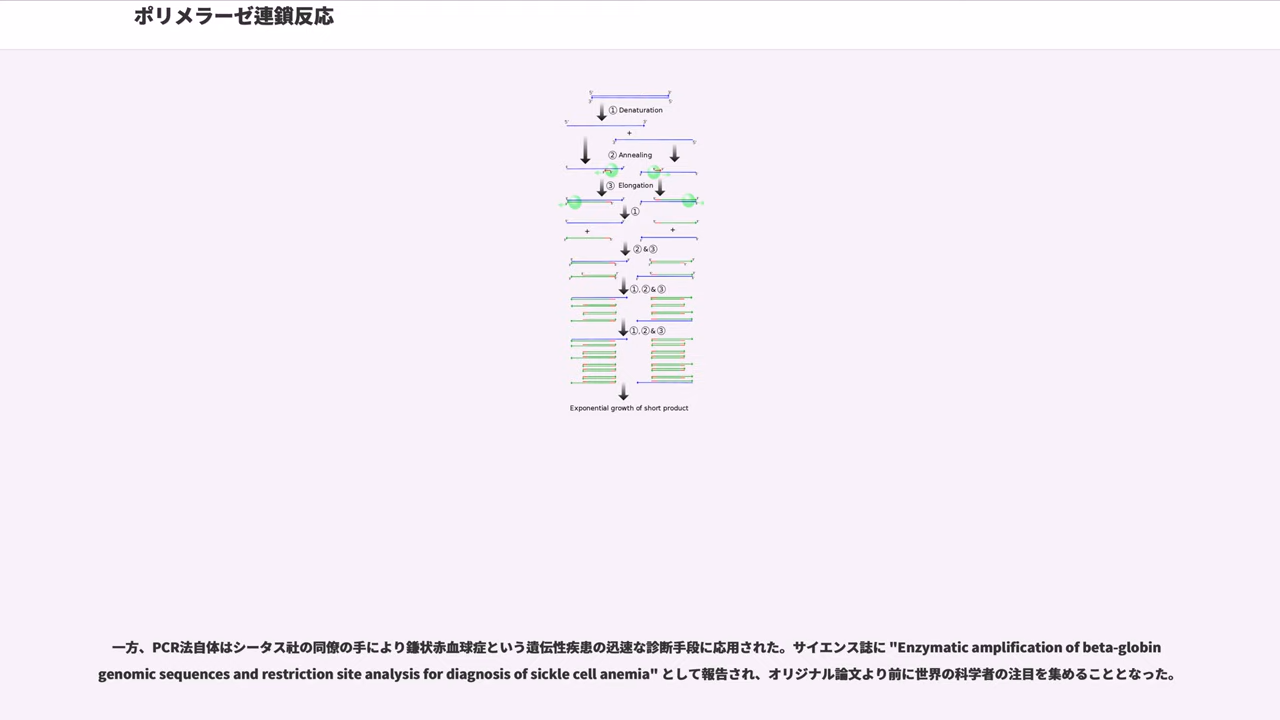 ポリメラーゼ連鎖反応
① Denaturation
+
② Annealing
③ Elongation
①
+ +
②&③
①,②&③
①,②&③
Exponential growth of short product
一方、PCR法自体はシータス社の同僚の手により鎌状赤血球症という遺伝性疾患の迅速な診断手段に応用された。サイエンス誌に "Enzymatic amplification of beta-globin
genomic sequences and restriction site analysis for diagnosis of sickle cell anemia" として報告され、オリジナル論文より前に世界の科学者の注目を集めることとなった。